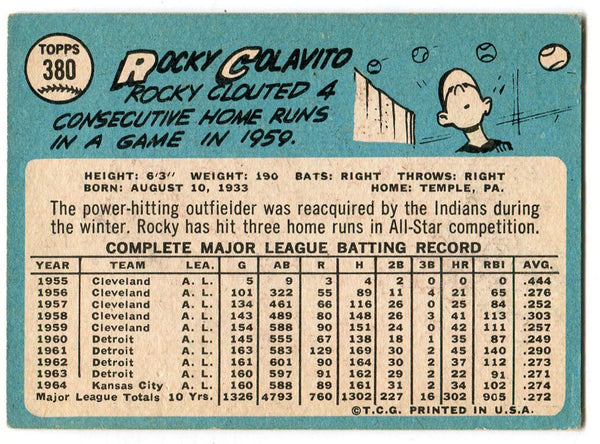 TOPPS
380
ROCKY COLAVITO
ROCKY CLOUTED 4
CONSECUTIVE HOME RUNS
IN A GAME IN 1959.
HEIGHT: 6'3" WEIGHT: 190 BATS: RIGHT THROWS: RIGHT
BORN: AUGUST 10, 1933 HOME: TEMPLE, PA.
The power-hitting outfielder was reacquired by the Indians during
the winter. Rocky has hit three home runs in All-Star competition.
COMPLETE MAJOR LEAGUE BATTING RECORD
YEAR TEAM LEA. G AB R H 2B 3B HR RBI AVG.
1955 Cleveland A. L. 5 9 3 4 2 0 0 0 .444
1956 Cleveland A. L. 101 322 55 89 11 4 21 65 .276
1957 Cleveland A. L. 134 461 66 116 26 0 25 84 .252
1958 Cleveland A. L. 143 489 80 148 26 3 41 113 .303
1959 Cleveland A. L. 154 588 90 151 24 0 42 111 .257
1960 Detroit A. L. 145 555 67 138 18 1 35 87 .249
1961 Detroit A. L. 163 583 129 169 30 2 45 140 .290
1962 Detroit A. L. 161 601 90 164 30 2 37 112 .273
1963 Detroit A. L. 160 597 91 162 29 2 22 91 .271
1964 Kansas City A. L. 160 588 89 161 31 2 34 102 .274
Major League Totals 10 Yrs. 1326 4793 760 1302 227 16 302 905 .272
©T.C.G. PRINTED IN U.S.A.